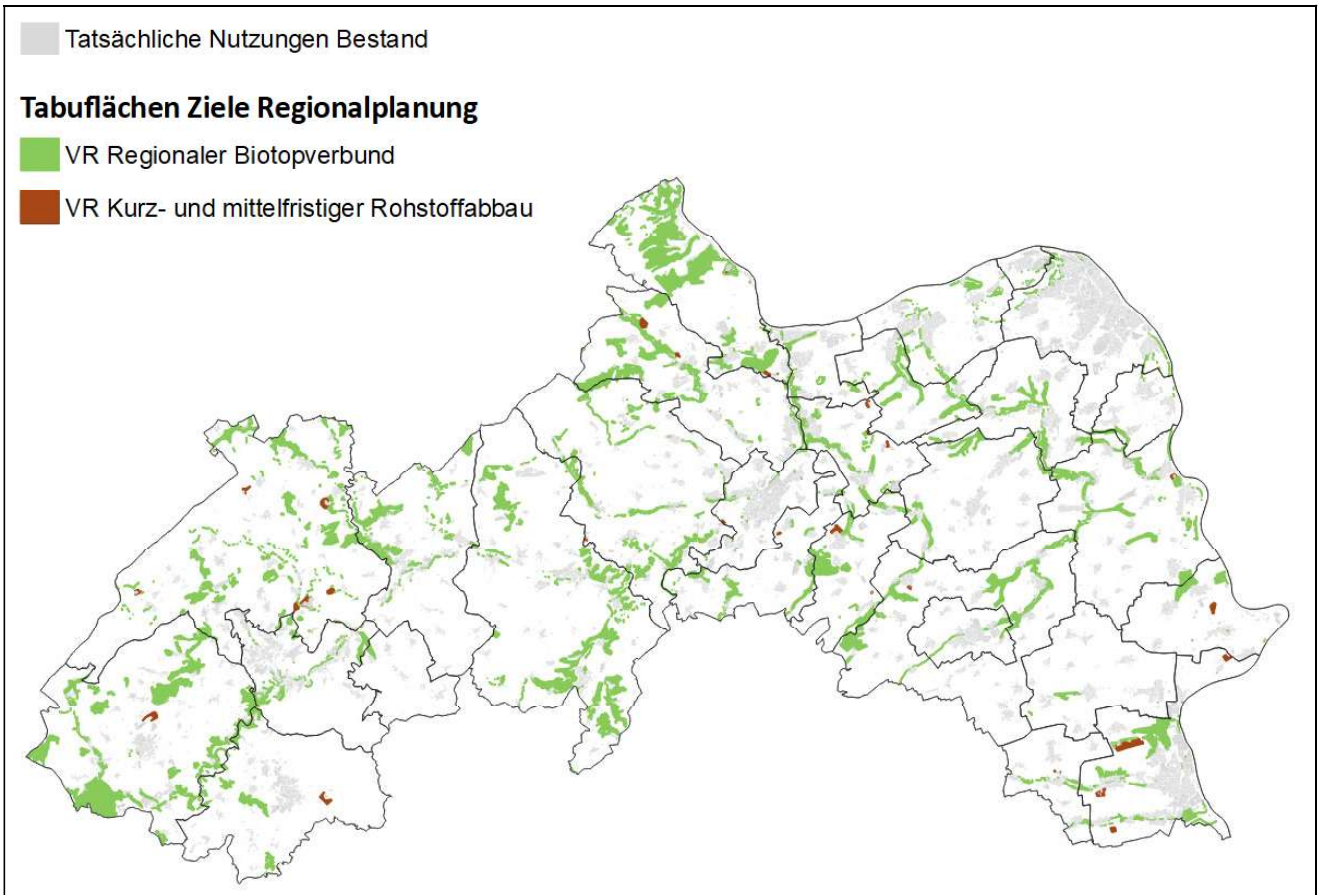 Tatsächliche Nutzungen Bestand
Tabuflächen Ziele Regionalplanung
VR Regionaler Biotopverbund
VR Kurz- und mittelfristiger Rohstoffabbau